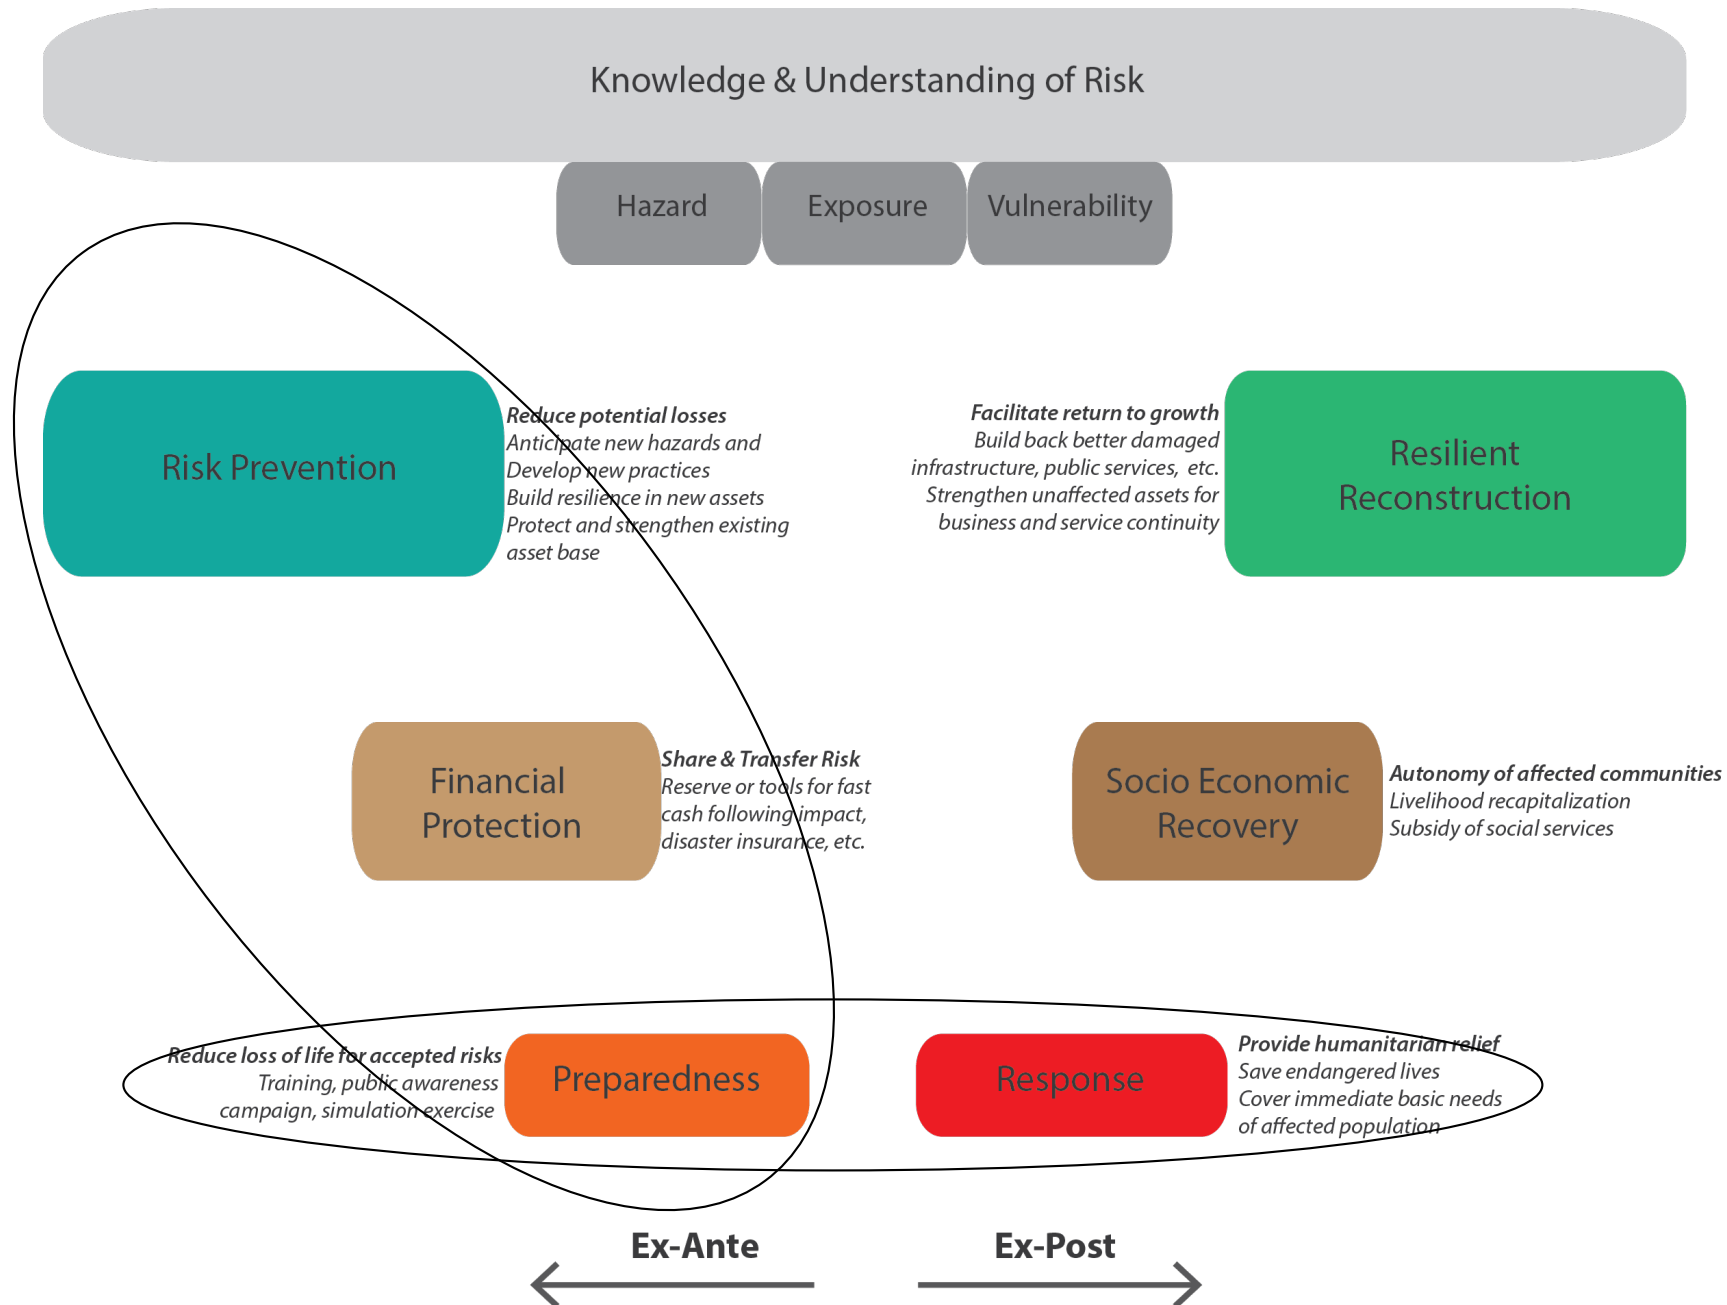 Knowledge & Understanding of Risk
Hazard
Exposure
Vulnerability
Risk Prevention
Reduce potential losses
Anticipate new hazards and
Develop new practices
Build resilience in new assets
Protect and strengthen existing
asset base
Facilitate return to growth
Build back better damaged
infrastructure, public services, etc.
Strengthen unaffected assets for
business and service continuity
Resilient
Reconstruction
Financial
Protection
Share & Transfer Risk
Reserve or tools for fast
cash following impact,
disaster insurance, etc.
Socio Economic
Recovery
Autonomy of affected communities
Livelihood recapitalization
Subsidy of social services
Reduce loss of life for accepted risks
Training, public awareness
campaign, simulation exercise
Preparedness
Response
Provide humanitarian relief
Save endangered lives
Cover immediate basic needs
of affected population
Ex-Ante
Ex-Post